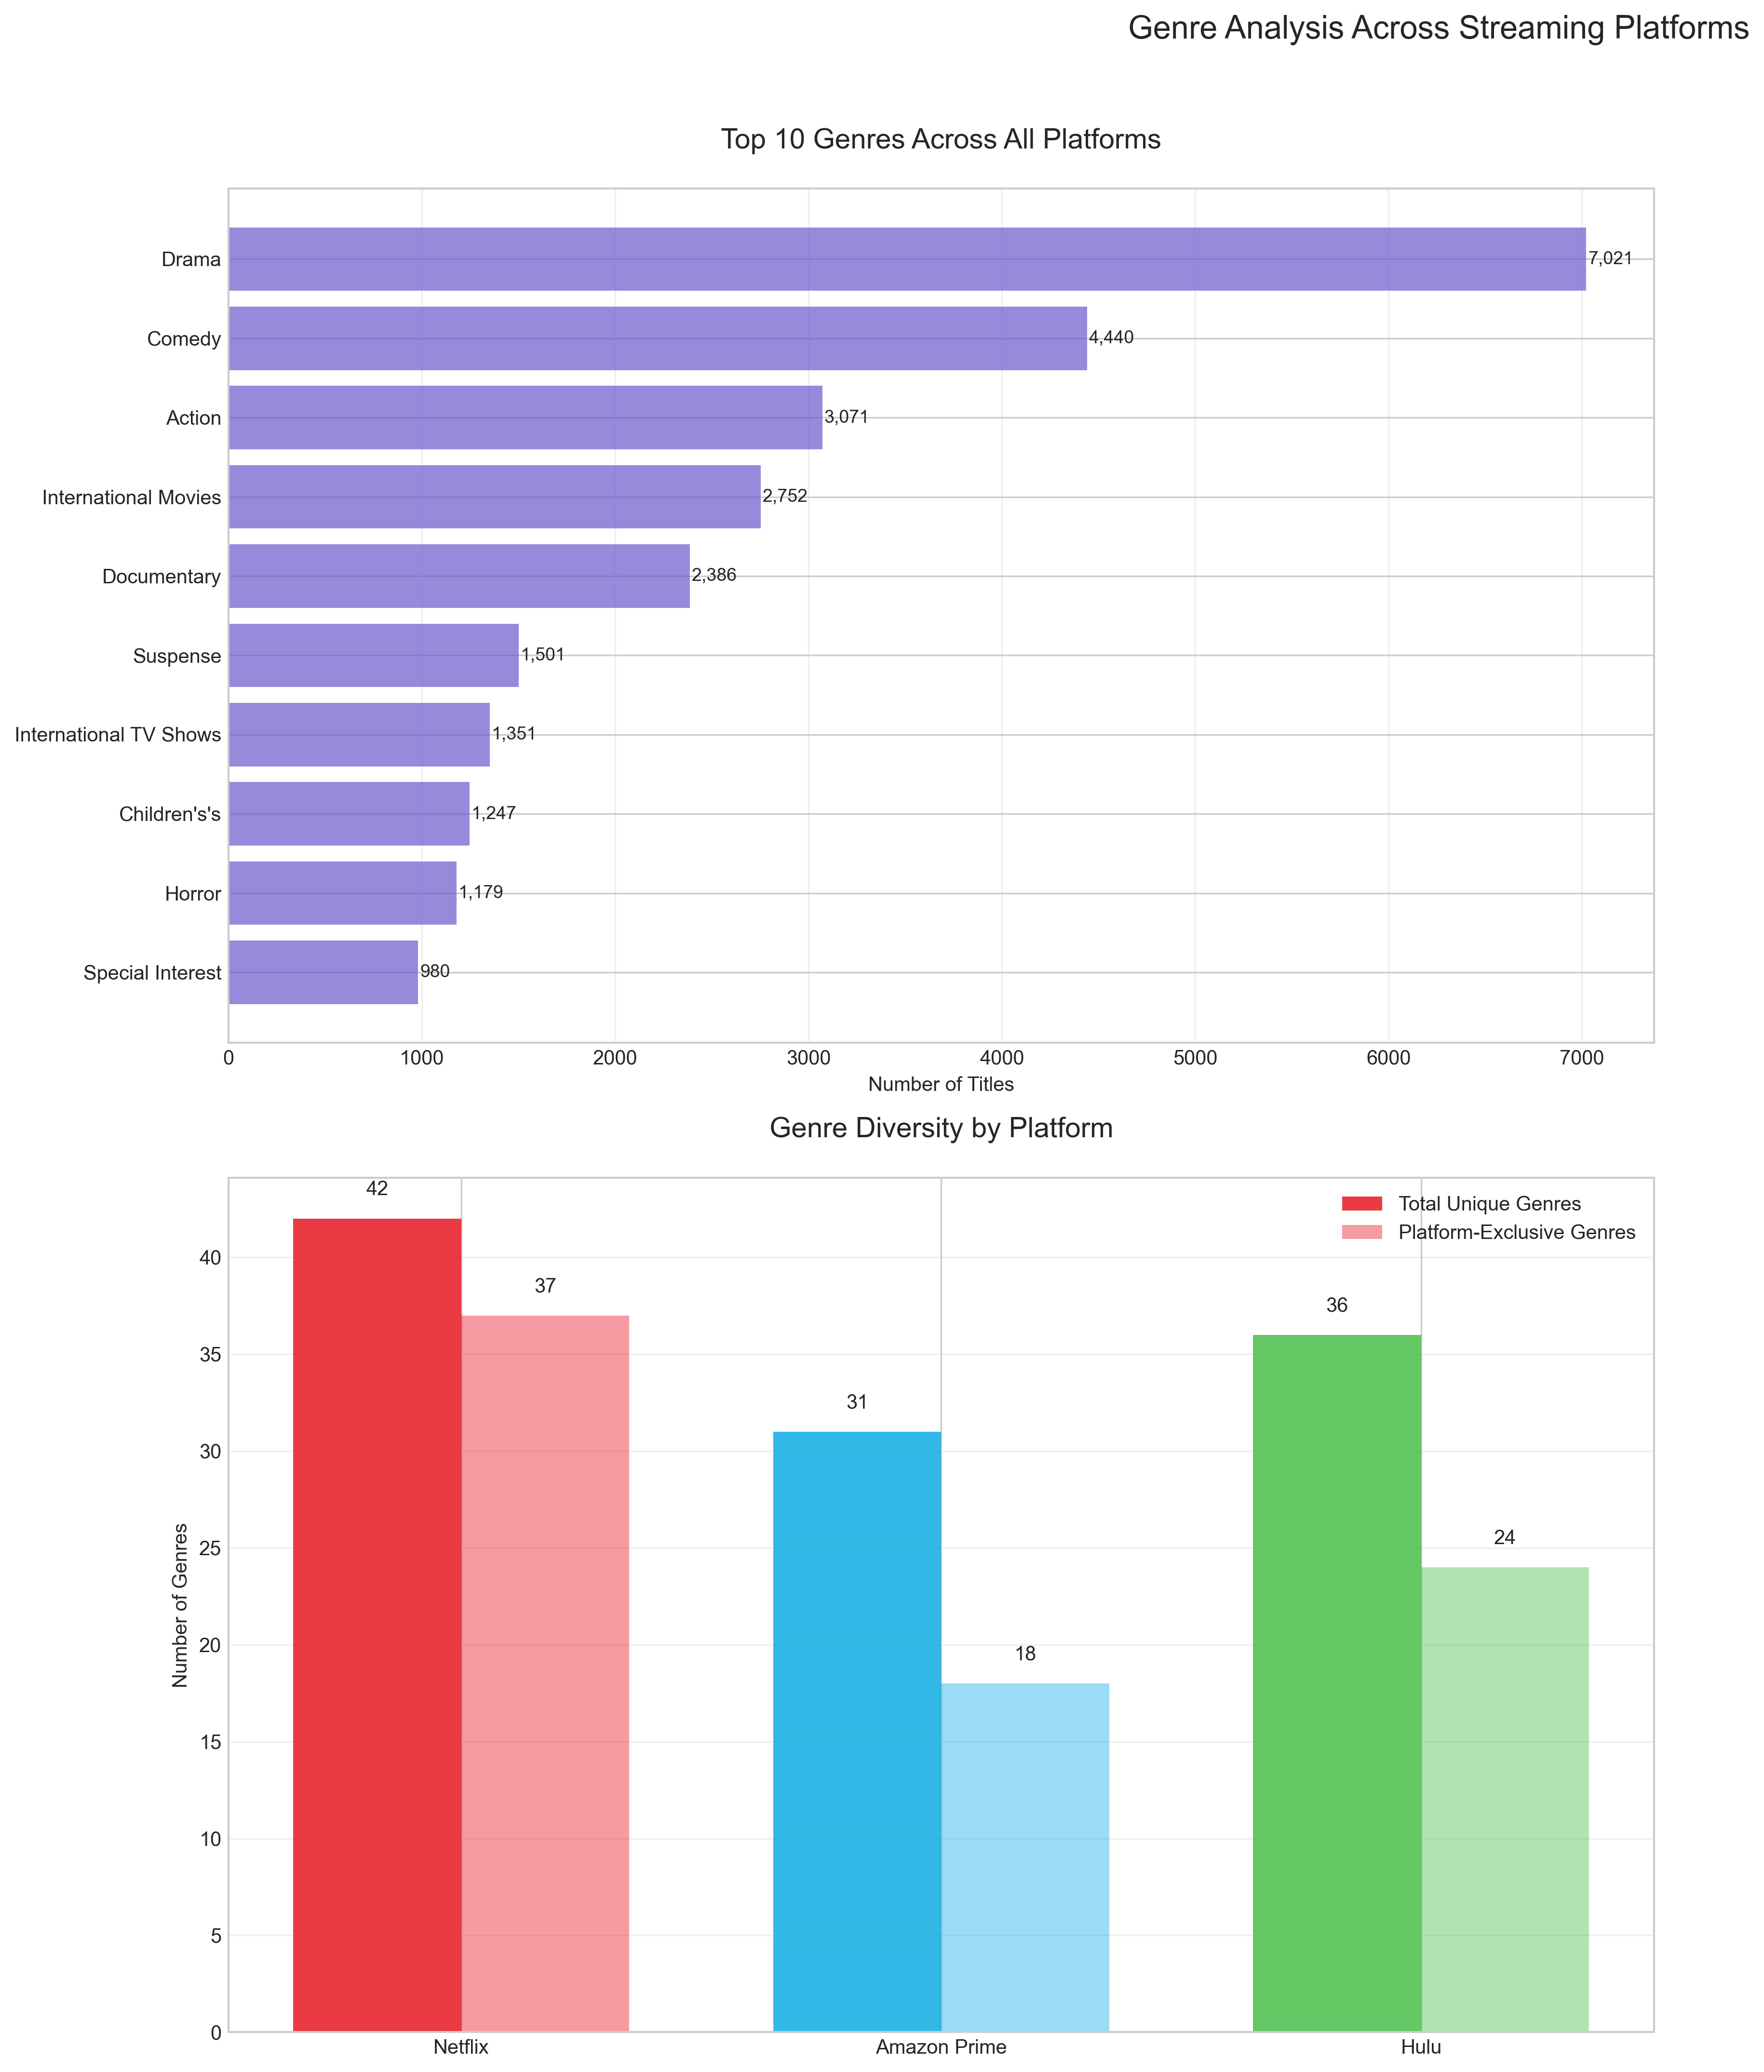 Genre Analysis Across Streaming Platforms
Top 10 Genres Across All Platforms
Drama
7,021
Comedy
4,440
Action
3,071
International Movies
2,752
Documentary
2,386
Suspense
1,501
International TV Shows
1,351
Children's's
1,247
Horror
1,179
Special Interest
980
0 1000 2000 3000 4000 5000 6000 7000
Number of Titles
Genre Diversity by Platform
Total Unique Genres
Platform-Exclusive Genres
42
37
31
18
36
24
Number of Genres
40
35
30
25
20
15
10
5
0
Netflix Amazon Prime Hulu